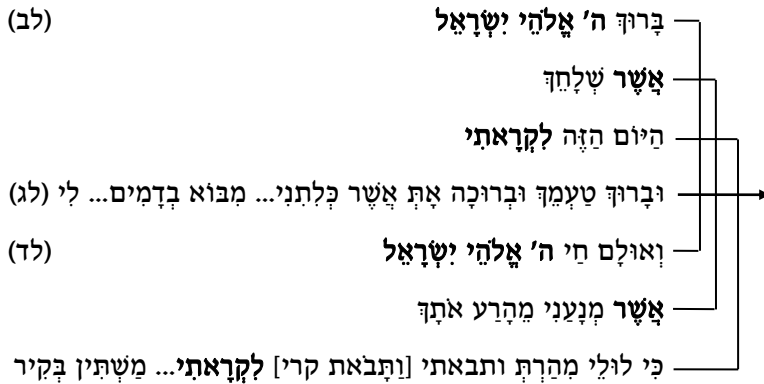 בָּרוּךְ ה' אֱלֹהֵי יִשְׂרָאֵל (לב)
אֲשֶׁר שְׁלָחֵךְ
הַיּוֹם הַזֶּה לִקְרָאתִי
וּבָרוּךְ טַעְמֵךְ וּבְרוּכָה אָתְּ אֲשֶׁר כְּלִתִנִי... מִבּוֹא בְדָמִים... לִי (לג)
וְאוּלָם חַי ה' אֱלֹהֵי יִשְׂרָאֵל (לד)
אֲשֶׁר מְנָעַנִי מֵהָרַע אֹתָךְ
כִּי לוּלֵי מִהַרְתְּ ותבאתי [וַתָּבֹאת קרי] לִקְרָאתִי... מַשְׁתִּין בְּקִיר